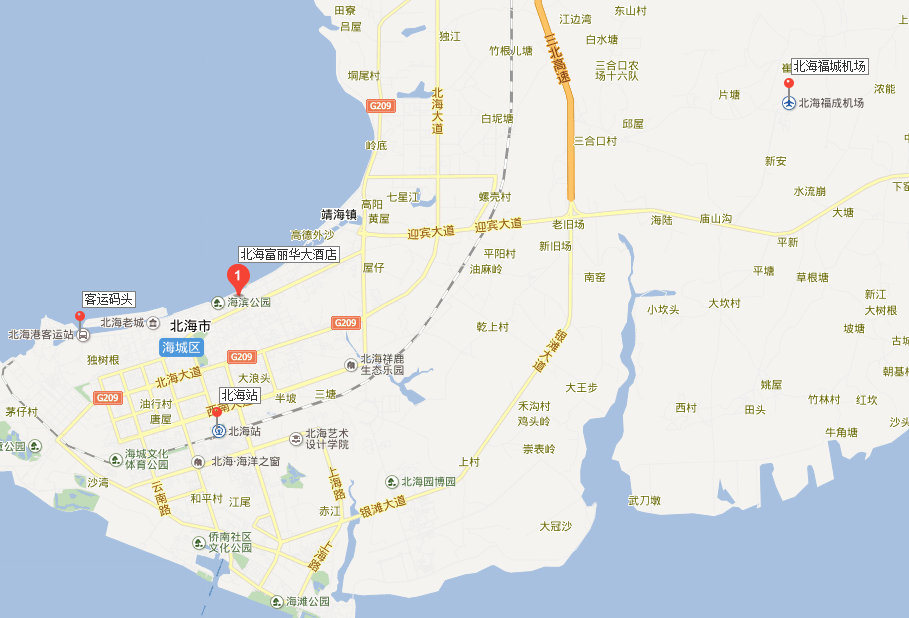 田寮
吕屋
独江
江边湾
东山村
白水塘
竹根儿塘
三北高速
三合口农
场十六队
垌尾村
G209
北海大道
白坭塘
片塘
北海福城机场
北海福成机场
浓能
邱屋
三合口村
岭底
新安
水流崩
七星江
螺壳村
高阳
黄屋
靖海镇
高德外沙
迎宾大道
迎宾大道
老旧场
新旧场
海陆
庙山沟
大塘
平新
北海富丽华大酒店
1
海滨公园
屋仔
平阳村
油麻岭
南窑
平塘
草根塘
客运码头
北海港客运站
北海老城
北海市
海城区
G209
乾上村
银滩大道
小坎头
大坎村
新江
大树根
坡塘
古城
独树根
北海大道
G209
大浪头
北海祥鹿
生态乐园
朝基
G209
茅仔村
油行村
唐屋
北海站
北海站
半坡
三塘
大王步
姚屋
西村
田头
竹林村
红坎
禾沟村
鸡头岭
牛角塘
沙头
北海艺术
设计学院
崇表岭
公园
海城文化
体育公园
北海·海洋之窗
上村
北海园博园
沙湾
云南路
和平村
江尾
上海路
赤江
银滩大道
武刀墩
大冠沙
侨南社区
文化公园
上海路
海滩公园